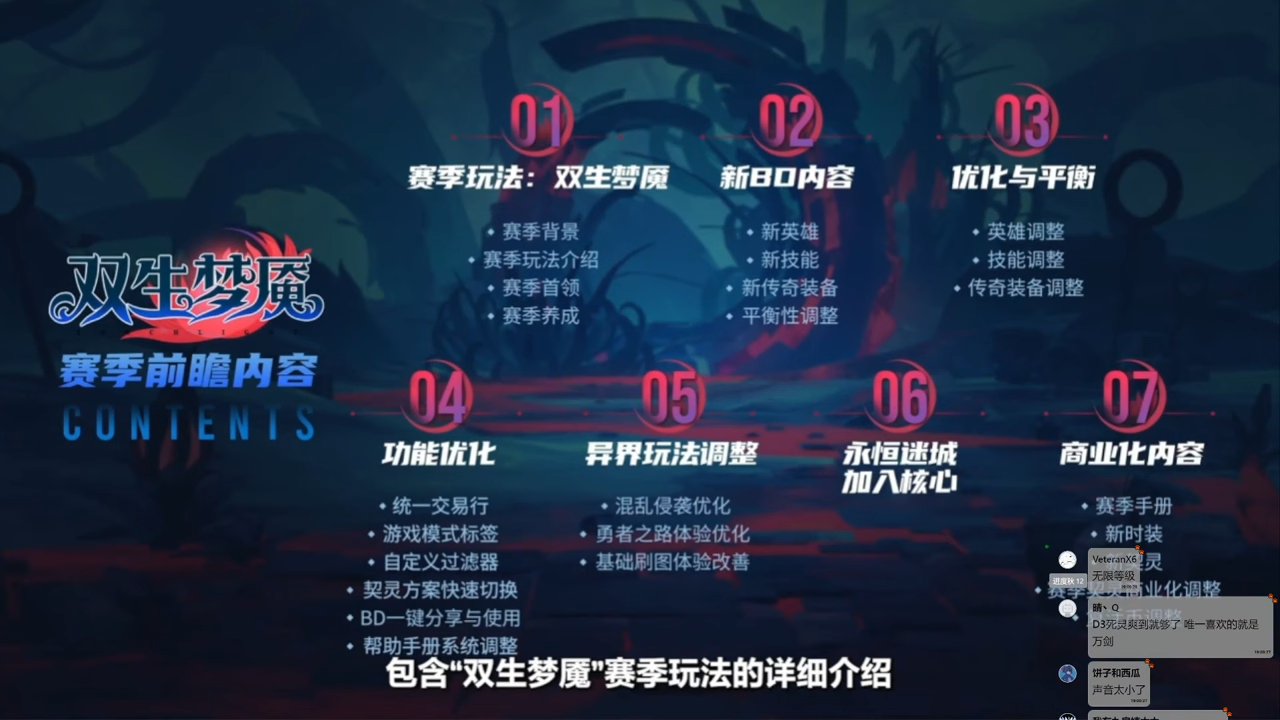 01
02
03
赛季玩法：双生梦魇
新BD内容
优化与平衡
赛季背景
赛季玩法介绍
赛季首领
赛季养成
新英雄
新技能
新传奇装备
平衡性调整
英雄调整
技能调整
传奇装备调整
双生梦魇
赛季前瞻内容
CONTENTS
04
05
06
07
功能优化
异界玩法调整
永恒迷城
加入核心
商业化内容
统一交易行
游戏模式标签
自定义过滤器
契灵方案快速切换
BD一键分享与使用
帮助手册系统调整
混乱侵袭优化
勇者之路体验优化
基础刷图体验改善
赛季手册
新时装
VeteranX6
无限等级
晴丶Q
D3死灵爽到就够了 唯一喜欢的就是
万剑
饼子和西瓜
声音太小了
包含“双生梦魇”赛季玩法的详细介绍